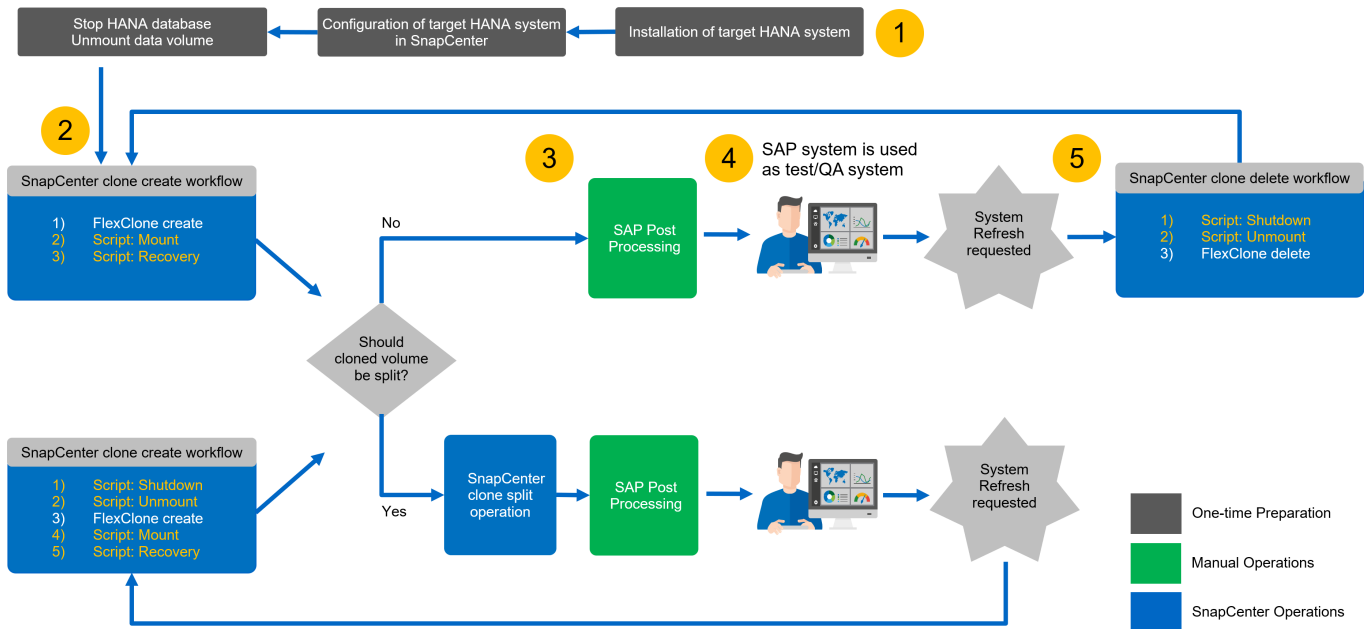 Stop HANA database
Unmount data volume
Configuration of target HANA system
in SnapCenter
Installation of target HANA system
1
2
SnapCenter clone create workflow
1) FlexClone create
2) Script: Mount
3) Script: Recovery
No
3
SAP Post
Processing
4
SAP system is used
as test/QA system
System
Refresh
requested
5
SnapCenter clone delete workflow
1) Script: Shutdown
2) Script: Unmount
3) FlexClone delete
Should
cloned volume
be split?
SnapCenter clone create workflow
1) Script: Shutdown
2) Script: Unmount
3) FlexClone create
4) Script: Mount
5) Script: Recovery
Yes
SnapCenter
clone split
operation
SAP Post
Processing
System
Refresh
requested
One-time Preparation
Manual Operations
SnapCenter Operations